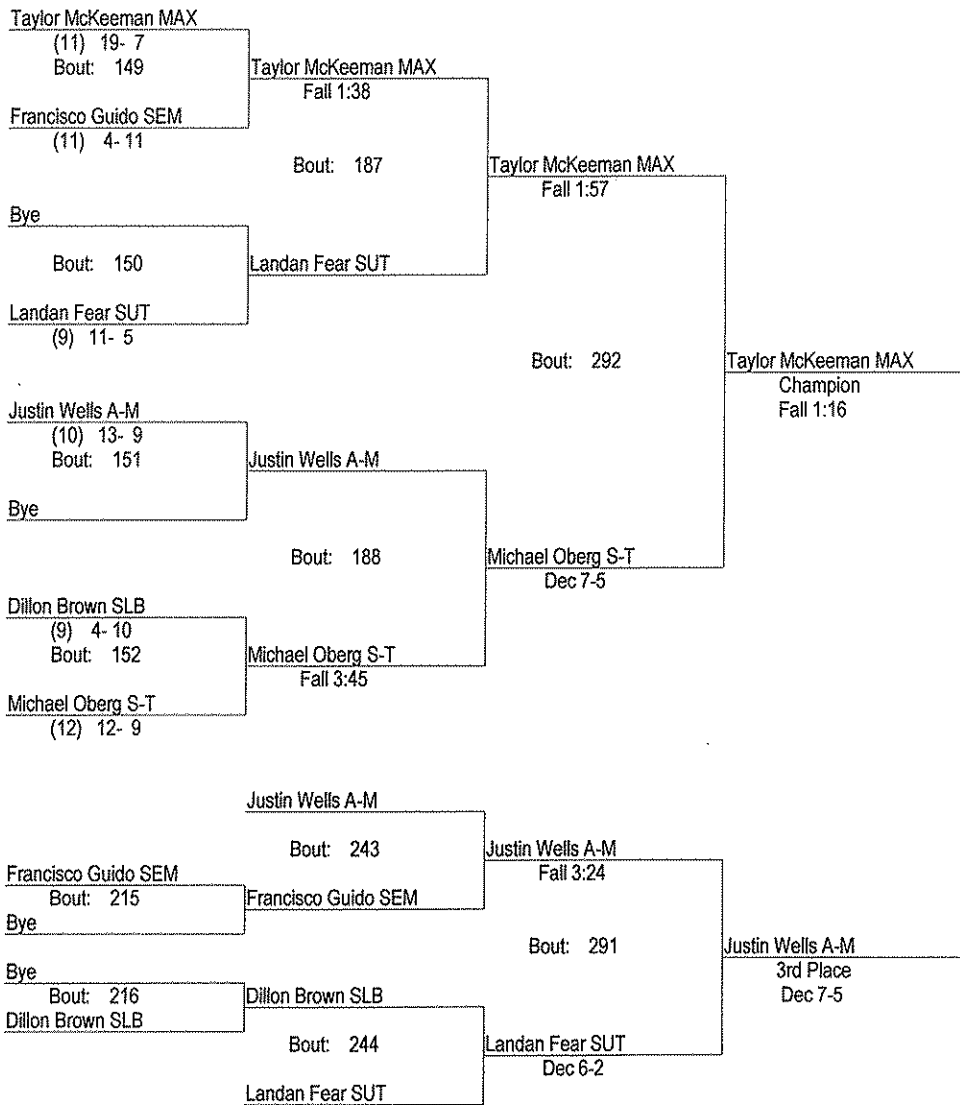 Taylor McKeeman MAX
(11) 19- 7
Bout: 149
Taylor McKeeman MAX
Fall 1:38
Francisco Guido SEM
(11) 4- 11
Bout: 187
Taylor McKeeman MAX
Fall 1:57
Bye
Bout: 150
Landan Fear SUT
Landan Fear SUT
(9) 11- 5
Bout: 292
Taylor McKeeman MAX
Champion
Fall 1:16
Justin Wells A-M
(10) 13- 9
Bout: 151
Justin Wells A-M
Bye
Bout: 188
Michael Oberg S-T
Dec 7-5
Dillon Brown SLB
(9) 4- 10
Bout: 152
Michael Oberg S-T
Fall 3:45
Michael Oberg S-T
(12) 12- 9
Justin Wells A-M
Bout: 243
Justin Wells A-M
Fall 3:24
Francisco Guido SEM
Bout: 215
Francisco Guido SEM
Bye
Bout: 291
Justin Wells A-M
3rd Place
Dec 7-5
Bye
Bout: 216
Dillon Brown SLB
Dillon Brown SLB
Bout: 244
Landan Fear SUT
Dec 6-2
Landan Fear SUT